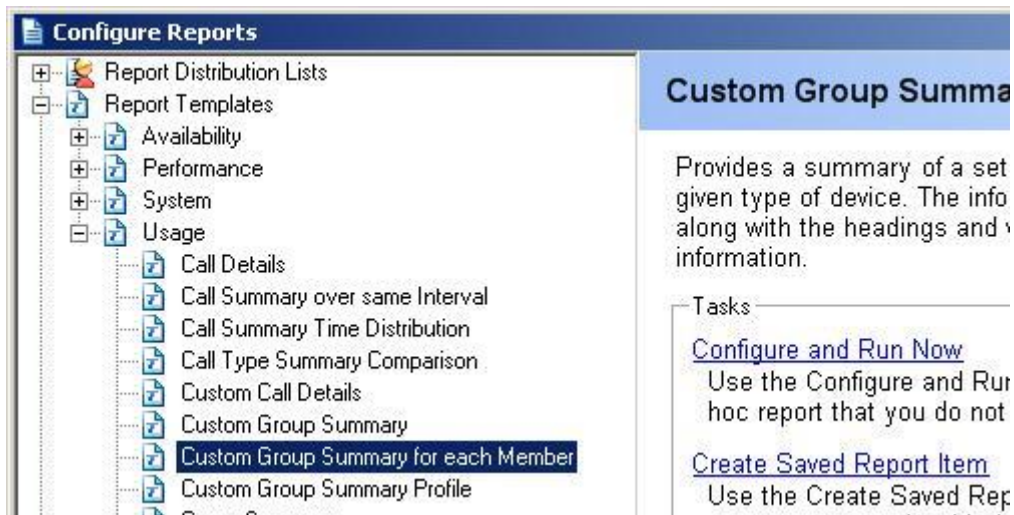 Configure Reports
Report Distribution Lists
Report Templates
Availability
Performance
System
Usage
Call Details
Call Summary over same Interval
Call Summary Time Distribution
Call Type Summary Comparison
Custom Call Details
Custom Group Summary
Custom Group Summary for each Member
Custom Group Summary Profile
Custom Group Summa
Provides a summary of a set
given type of device. The info
along with the headings and
information.
Tasks
Configure and Run Now
Use the Configure and Run
hoc report that you do not
Create Saved Report Item
Use the Create Saved Rep